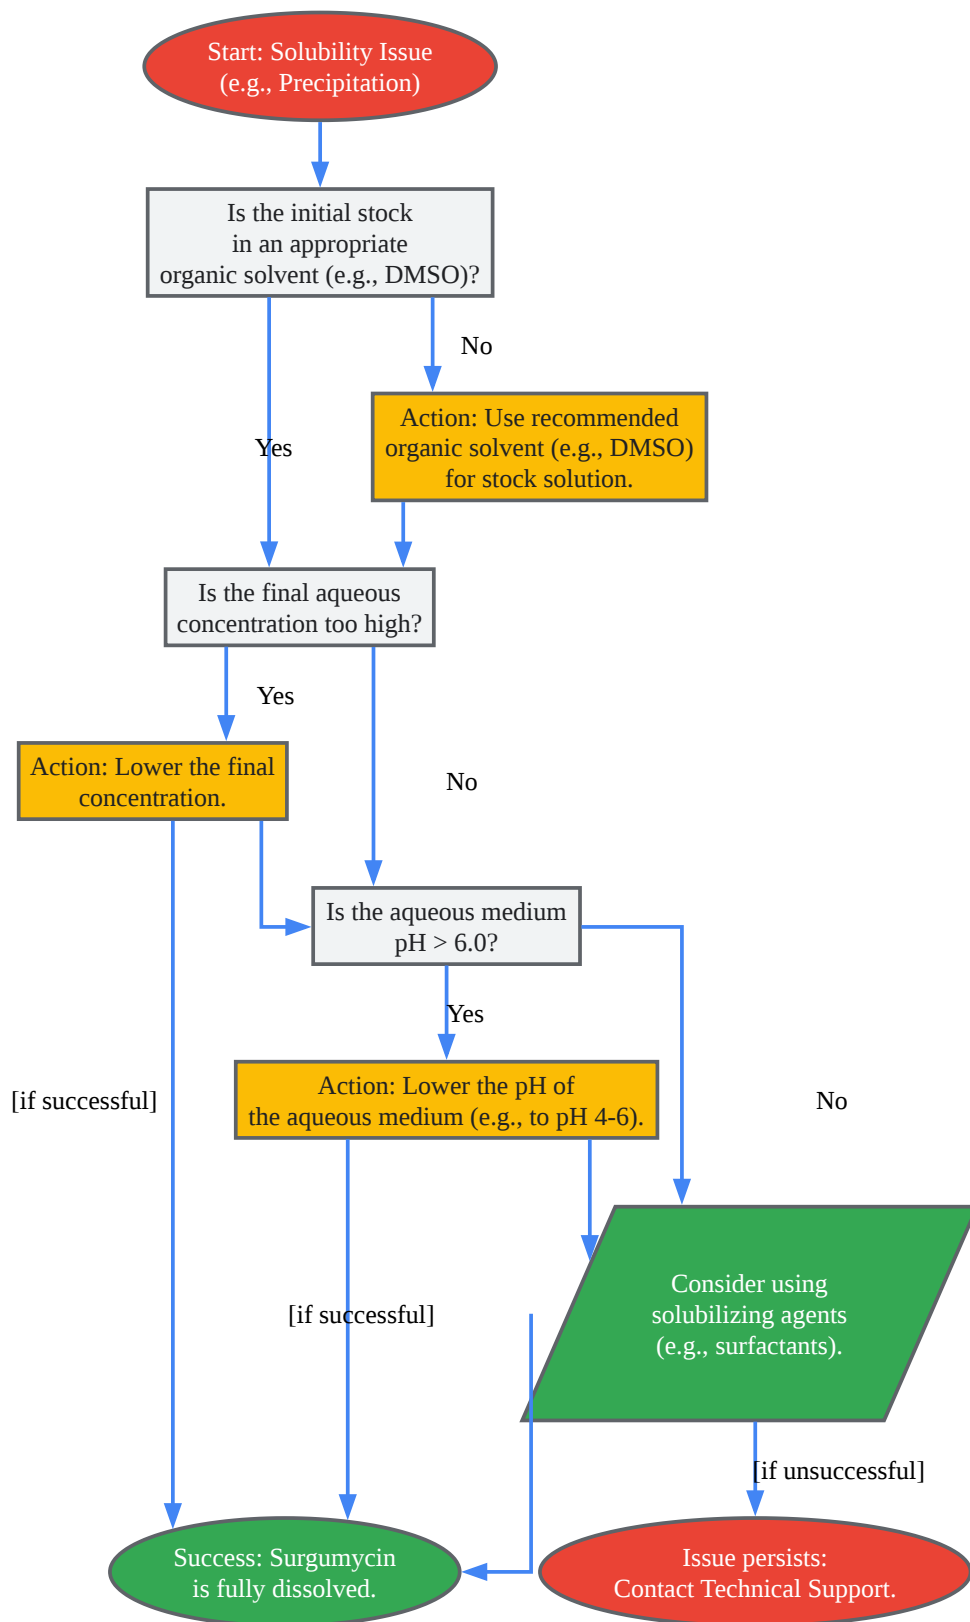 Start: Solubility Issue
(e.g., Precipitation)
Is the initial stock
in an appropriate
organic solvent (e.g., DMSO)?
No
Action: Use recommended
organic solvent (e.g., DMSO)
for stock solution.
Yes
Is the final aqueous
concentration too high?
Yes
Action: Lower the final
concentration.
No
Is the aqueous medium
pH > 6.0?
Yes
Action: Lower the pH of
the aqueous medium (e.g., to pH 4-6).
[if successful]
No
Consider using
solubilizing agents
(e.g., surfactants).
[if successful]
[if unsuccessful]
Success: Surgumycin
is fully dissolved.
Issue persists:
Contact Technical Support.